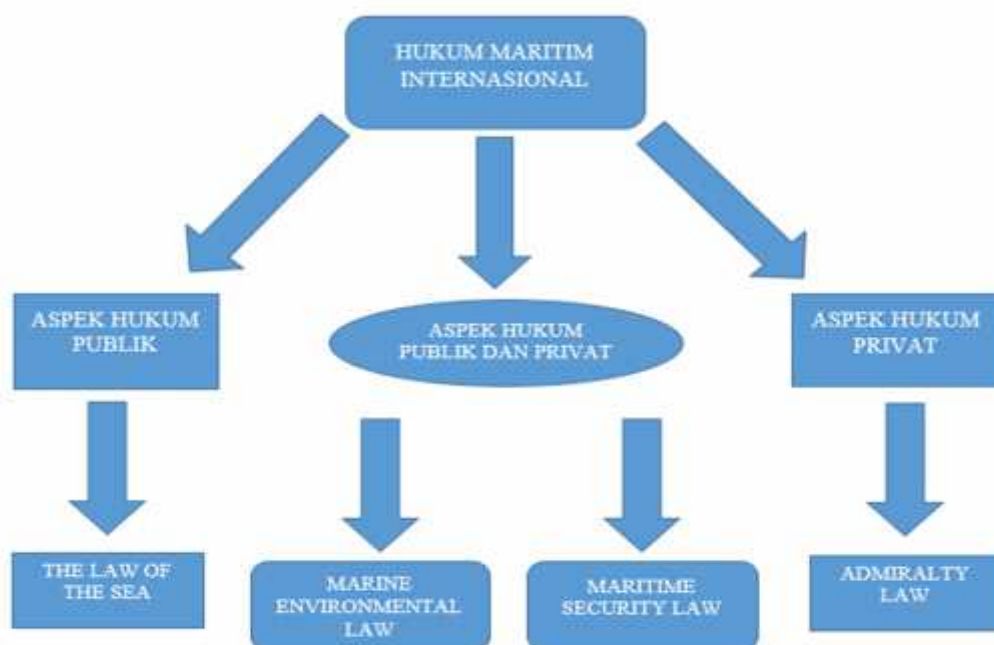 HUKUM MARITIM
INTERNASIONAL
ASPEK HUKUM
PUBLIK
ASPEK HUKUM
PUBLIK DAN PRIVAT
ASPEK HUKUM
PRIVAT
THE LAW OF
THE SEA
MARINE
ENVIRONMENTAL
LAW
MARITIME
SECURITY LAW
ADMIRALTY
LAW